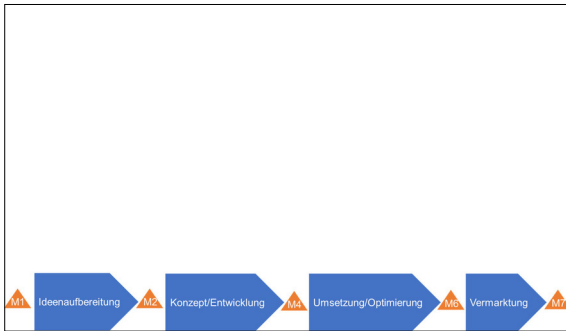 M1
Ideenaufbereitung
M2
Konzept/Entwicklung
M4
Umsetzung/Optimierung
M6
Vermarktung
M7